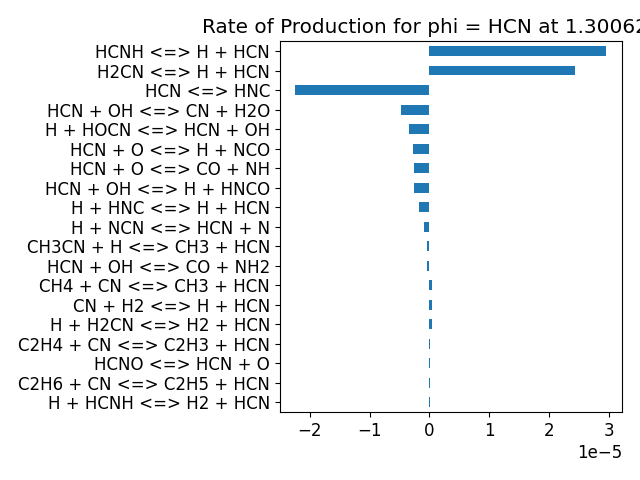 Rate of Production for phi = HCN at 1.30062
HCNH <=> H + HCN
H2CN <=> H + HCN
HCN <=> HNC
HCN + OH <=> CN + H2O
H + HOCN <=> HCN + OH
HCN + O <=> H + NCO
HCN + O <=> CO + NH
HCN + OH <=> H + HNCO
H + HNC <=> H + HCN
H + NCN <=> HCN + N
CH3CN + H <=> CH3 + HCN
HCN + OH <=> CO + NH2
CH4 + CN <=> CH3 + HCN
CN + H2 <=> H + HCN
H + H2CN <=> H2 + HCN
C2H4 + CN <=> C2H3 + HCN
HCNO <=> HCN + O
C2H6 + CN <=> C2H5 + HCN
H + HCNH <=> H2 + HCN
−2 −1 0 1 2 3
1e−5